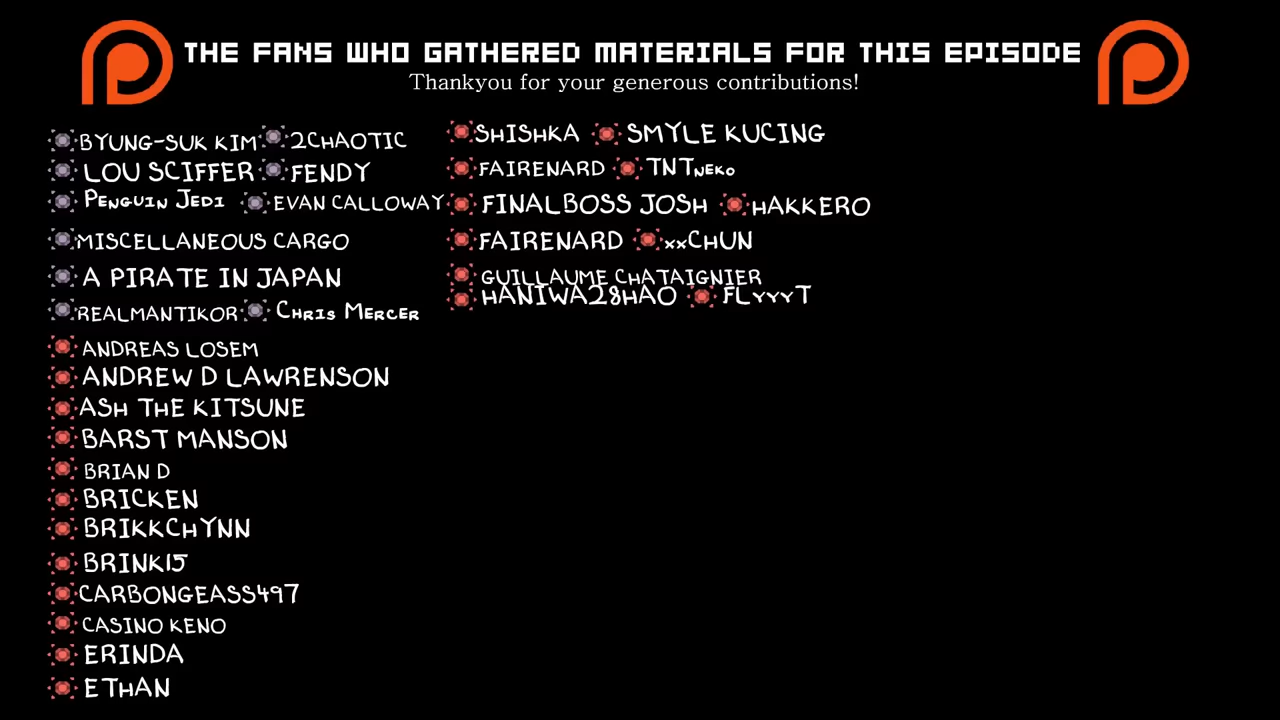 THE FANS WHO GATHERED MATERIALS FOR THIS EPISODE
Thankyou for your generous contributions!
BYUNG-SUK KIM 2CHAOTIC
LOU SCIFFER FENDY
PENGUIN JEDI EVAN CALLOWAY
MISCELLANEOUS CARGO
A PIRATE IN JAPAN
REALMANTIKOR CHRIS MERCER
ANDREAS LOSEM
ANDREW D LAWRENSON
ASH THE KITSUNE
BARST MANSON
BRIAN D
BRICKEN
BRIKKCHYNN
BRINK15
CARBONGEASS497
CASINO KENO
ERINDA
ETHAN
SHISHKA SMYLE KUCING
FAIRENARD TNTNEKO
FINALBOSS JOSH HAKKERO
FAIRENARD xxCHUN
GUILLAUME CHATAIGNIER
HANIWA28HAO FLYYYT